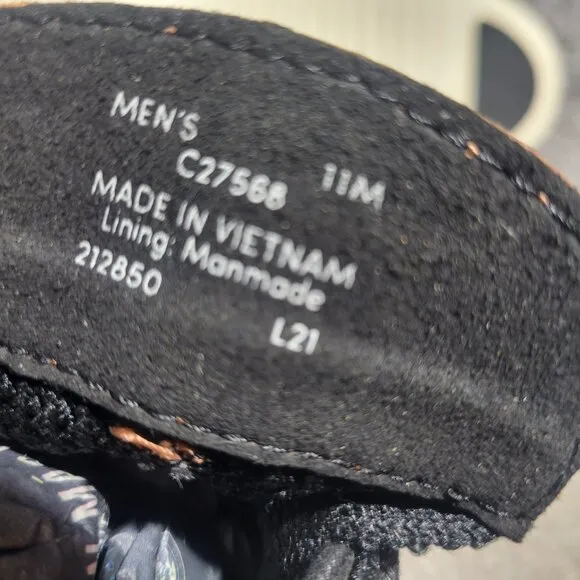 MEN'S
C27568 11M
MADE IN VIETNAM
Lining: Manmade
212850 L21